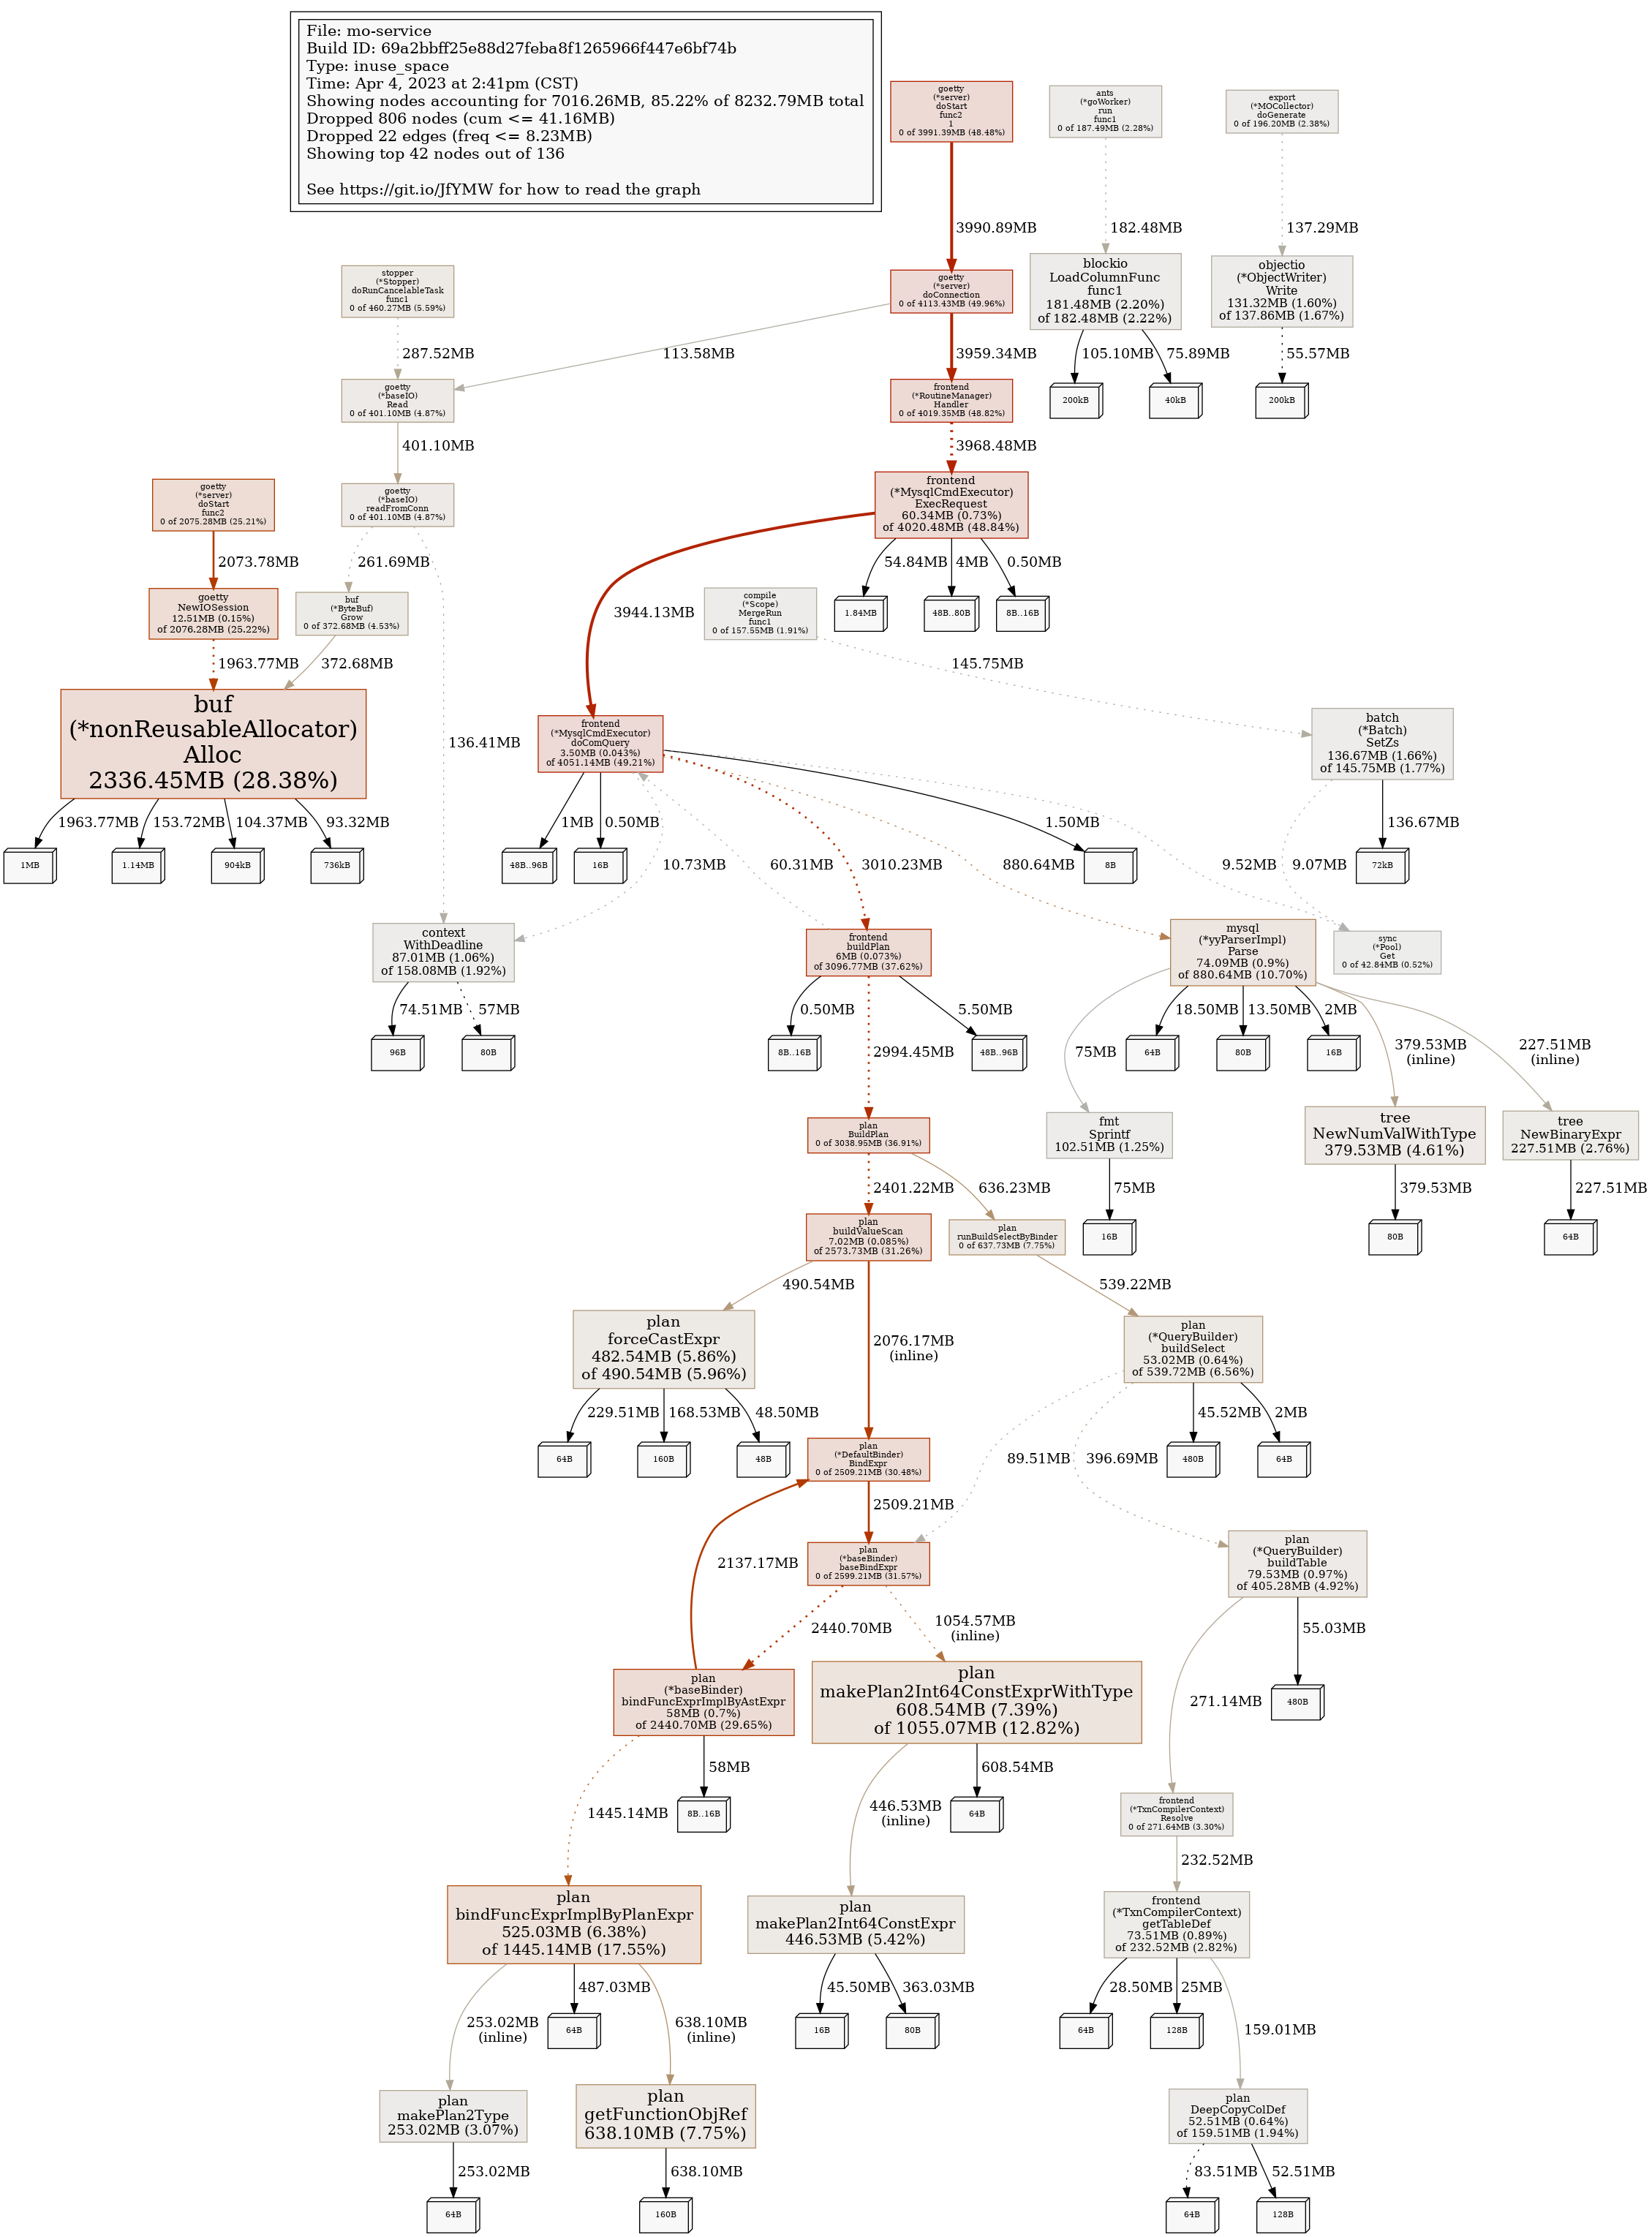 File: mo-service
Build ID: 69a2bbff25e88d27feba8f1265966f447e6bf74b
Type: inuse_space
Time: Apr 4, 2023 at 2:41pm (CST)
Showing nodes accounting for 7016.26MB, 85.22% of 8232.79MB total
Dropped 806 nodes (cum <= 41.16MB)
Dropped 22 edges (freq <= 8.23MB)
Showing top 42 nodes out of 136
See https://git.io/JfYMW for how to read the graph
goetty
(*server)
doStart
func2
1
0 of 3991.39MB (48.48%)
ants
(*goWorker)
run
func1
0 of 187.49MB (2.28%)
export
(*MOCollector)
doGenerate
0 of 196.20MB (2.38%)
3990.89MB
182.48MB
137.29MB
stopper
(*Stopper)
doRunCancelableTask
func1
0 of 460.27MB (5.59%)
goetty
(*server)
doConnection
0 of 4113.43MB (49.96%)
blockio
LoadColumnFunc
func1
181.48MB (2.20%)
of 182.48MB (2.22%)
objectio
(*ObjectWriter)
Write
131.32MB (1.60%)
of 137.86MB (1.67%)
287.52MB
113.58MB
3959.34MB
105.10MB
75.89MB
55.57MB
goetty
(*baseIO)
Read
0 of 401.10MB (4.87%)
frontend
(*RoutineManager)
Handler
0 of 4019.35MB (48.82%)
200kB
40kB
200kB
401.10MB
3968.48MB
goetty
(*server)
doStart
func2
0 of 2075.28MB (25.21%)
goetty
(*baseIO)
readFromConn
0 of 401.10MB (4.87%)
frontend
(*MysqlCmdExecutor)
ExecRequest
60.34MB (0.73%)
of 4020.48MB (48.84%)
2073.78MB
261.69MB
54.84MB
4MB
0.50MB
goetty
NewIOSession
12.51MB (0.15%)
of 2076.28MB (25.22%)
buf
(*ByteBuf)
Grow
0 of 372.68MB (4.53%)
3944.13MB
compile
(*Scope)
MergeRun
func1
0 of 157.55MB (1.91%)
1.84MB
48B..80B
8B..16B
1963.77MB
372.68MB
145.75MB
buf
(*nonReusableAllocator)
Alloc
2336.45MB (28.38%)
136.41MB
frontend
(*MysqlCmdExecutor)
doComQuery
3.50MB (0.043%)
of 4051.14MB (49.21%)
batch
(*Batch)
SetZs
136.67MB (1.66%)
of 145.75MB (1.77%)
1963.77MB
153.72MB
104.37MB
93.32MB
1MB
0.50MB
1.50MB
136.67MB
1MB
1.14MB
904kB
736kB
48B..96B
16B
10.73MB
60.31MB
3010.23MB
880.64MB
8B
9.52MB
9.07MB
72kB
context
WithDeadline
87.01MB (1.06%)
of 158.08MB (1.92%)
frontend
buildPlan
6MB (0.073%)
of 3096.77MB (37.62%)
mysql
(*yyParserImpl)
Parse
74.09MB (0.9%)
of 880.64MB (10.70%)
sync
(*Pool)
Get
0 of 42.84MB (0.52%)
74.51MB
57MB
0.50MB
5.50MB
18.50MB
13.50MB
2MB
96B
80B
8B..16B
2994.45MB
48B..96B
75MB
64B
80B
16B
379.53MB
(inline)
227.51MB
(inline)
plan
BuildPlan
0 of 3038.95MB (36.91%)
fmt
Sprintf
102.51MB (1.25%)
tree
NewNumValWithType
379.53MB (4.61%)
tree
NewBinaryExpr
227.51MB (2.76%)
2401.22MB
636.23MB
75MB
379.53MB
227.51MB
plan
buildValueScan
7.02MB (0.085%)
of 2573.73MB (31.26%)
plan
runBuildSelectByBinder
0 of 637.73MB (7.75%)
16B
80B
64B
490.54MB
539.22MB
plan
forceCastExpr
482.54MB (5.86%)
of 490.54MB (5.96%)
2076.17MB
(inline)
plan
(*QueryBuilder)
buildSelect
53.02MB (0.64%)
of 539.72MB (6.56%)
229.51MB
168.53MB
48.50MB
45.52MB
2MB
64B
160B
48B
plan
(*DefaultBinder)
BindExpr
0 of 2509.21MB (30.48%)
89.51MB
396.69MB
480B
64B
2509.21MB
2137.17MB
plan
(*baseBinder)
baseBindExpr
0 of 2599.21MB (31.57%)
plan
(*QueryBuilder)
buildTable
79.53MB (0.97%)
of 405.28MB (4.92%)
2440.70MB
1054.57MB
(inline)
55.03MB
plan
(*baseBinder)
bindFuncExprImplByAstExpr
58MB (0.7%)
of 2440.70MB (29.65%)
plan
makePlan2Int64ConstExprWithType
608.54MB (7.39%)
of 1055.07MB (12.82%)
271.14MB
480B
58MB
608.54MB
1445.14MB
8B..16B
446.53MB
(inline)
64B
frontend
(*TxnCompilerContext)
Resolve
0 of 271.64MB (3.30%)
232.52MB
plan
bindFuncExprImplByPlanExpr
525.03MB (6.38%)
of 1445.14MB (17.55%)
plan
makePlan2Int64ConstExpr
446.53MB (5.42%)
frontend
(*TxnCompilerContext)
getTableDef
73.51MB (0.89%)
of 232.52MB (2.82%)
487.03MB
45.50MB
363.03MB
28.50MB
25MB
253.02MB
(inline)
64B
638.10MB
(inline)
16B
80B
64B
128B
159.01MB
plan
makePlan2Type
253.02MB (3.07%)
plan
getFunctionObjRef
638.10MB (7.75%)
plan
DeepCopyColDef
52.51MB (0.64%)
of 159.51MB (1.94%)
253.02MB
638.10MB
83.51MB
52.51MB
64B
160B
64B
128B